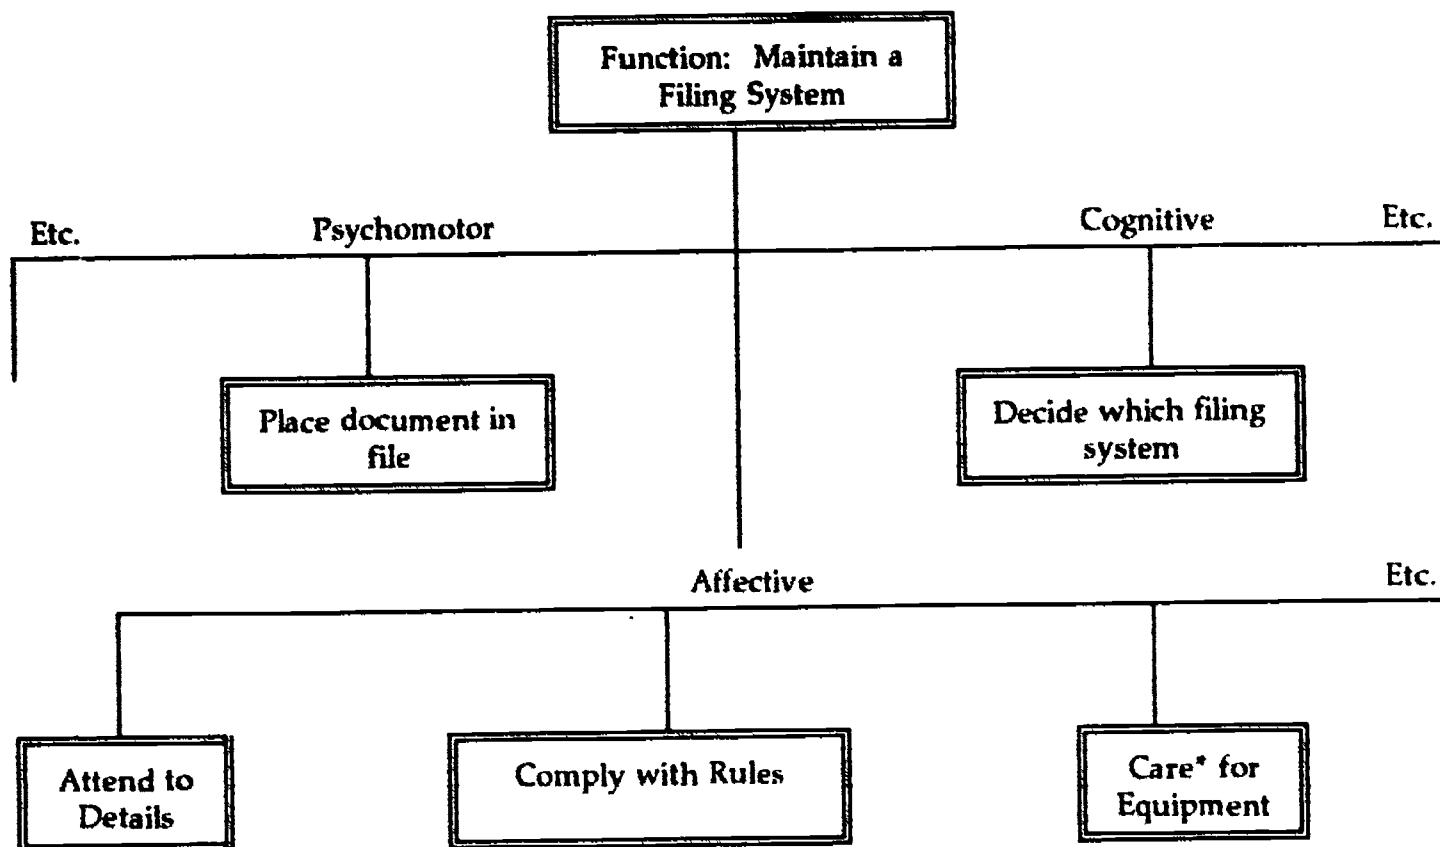 Function: Maintain a
Filing System
Etc.
Psychomotor
Cognitive
Etc.
Place document in
file
Decide which filing
system
Affective
Etc.
Attend to
Details
Comply with Rules
Care* for
Equipment